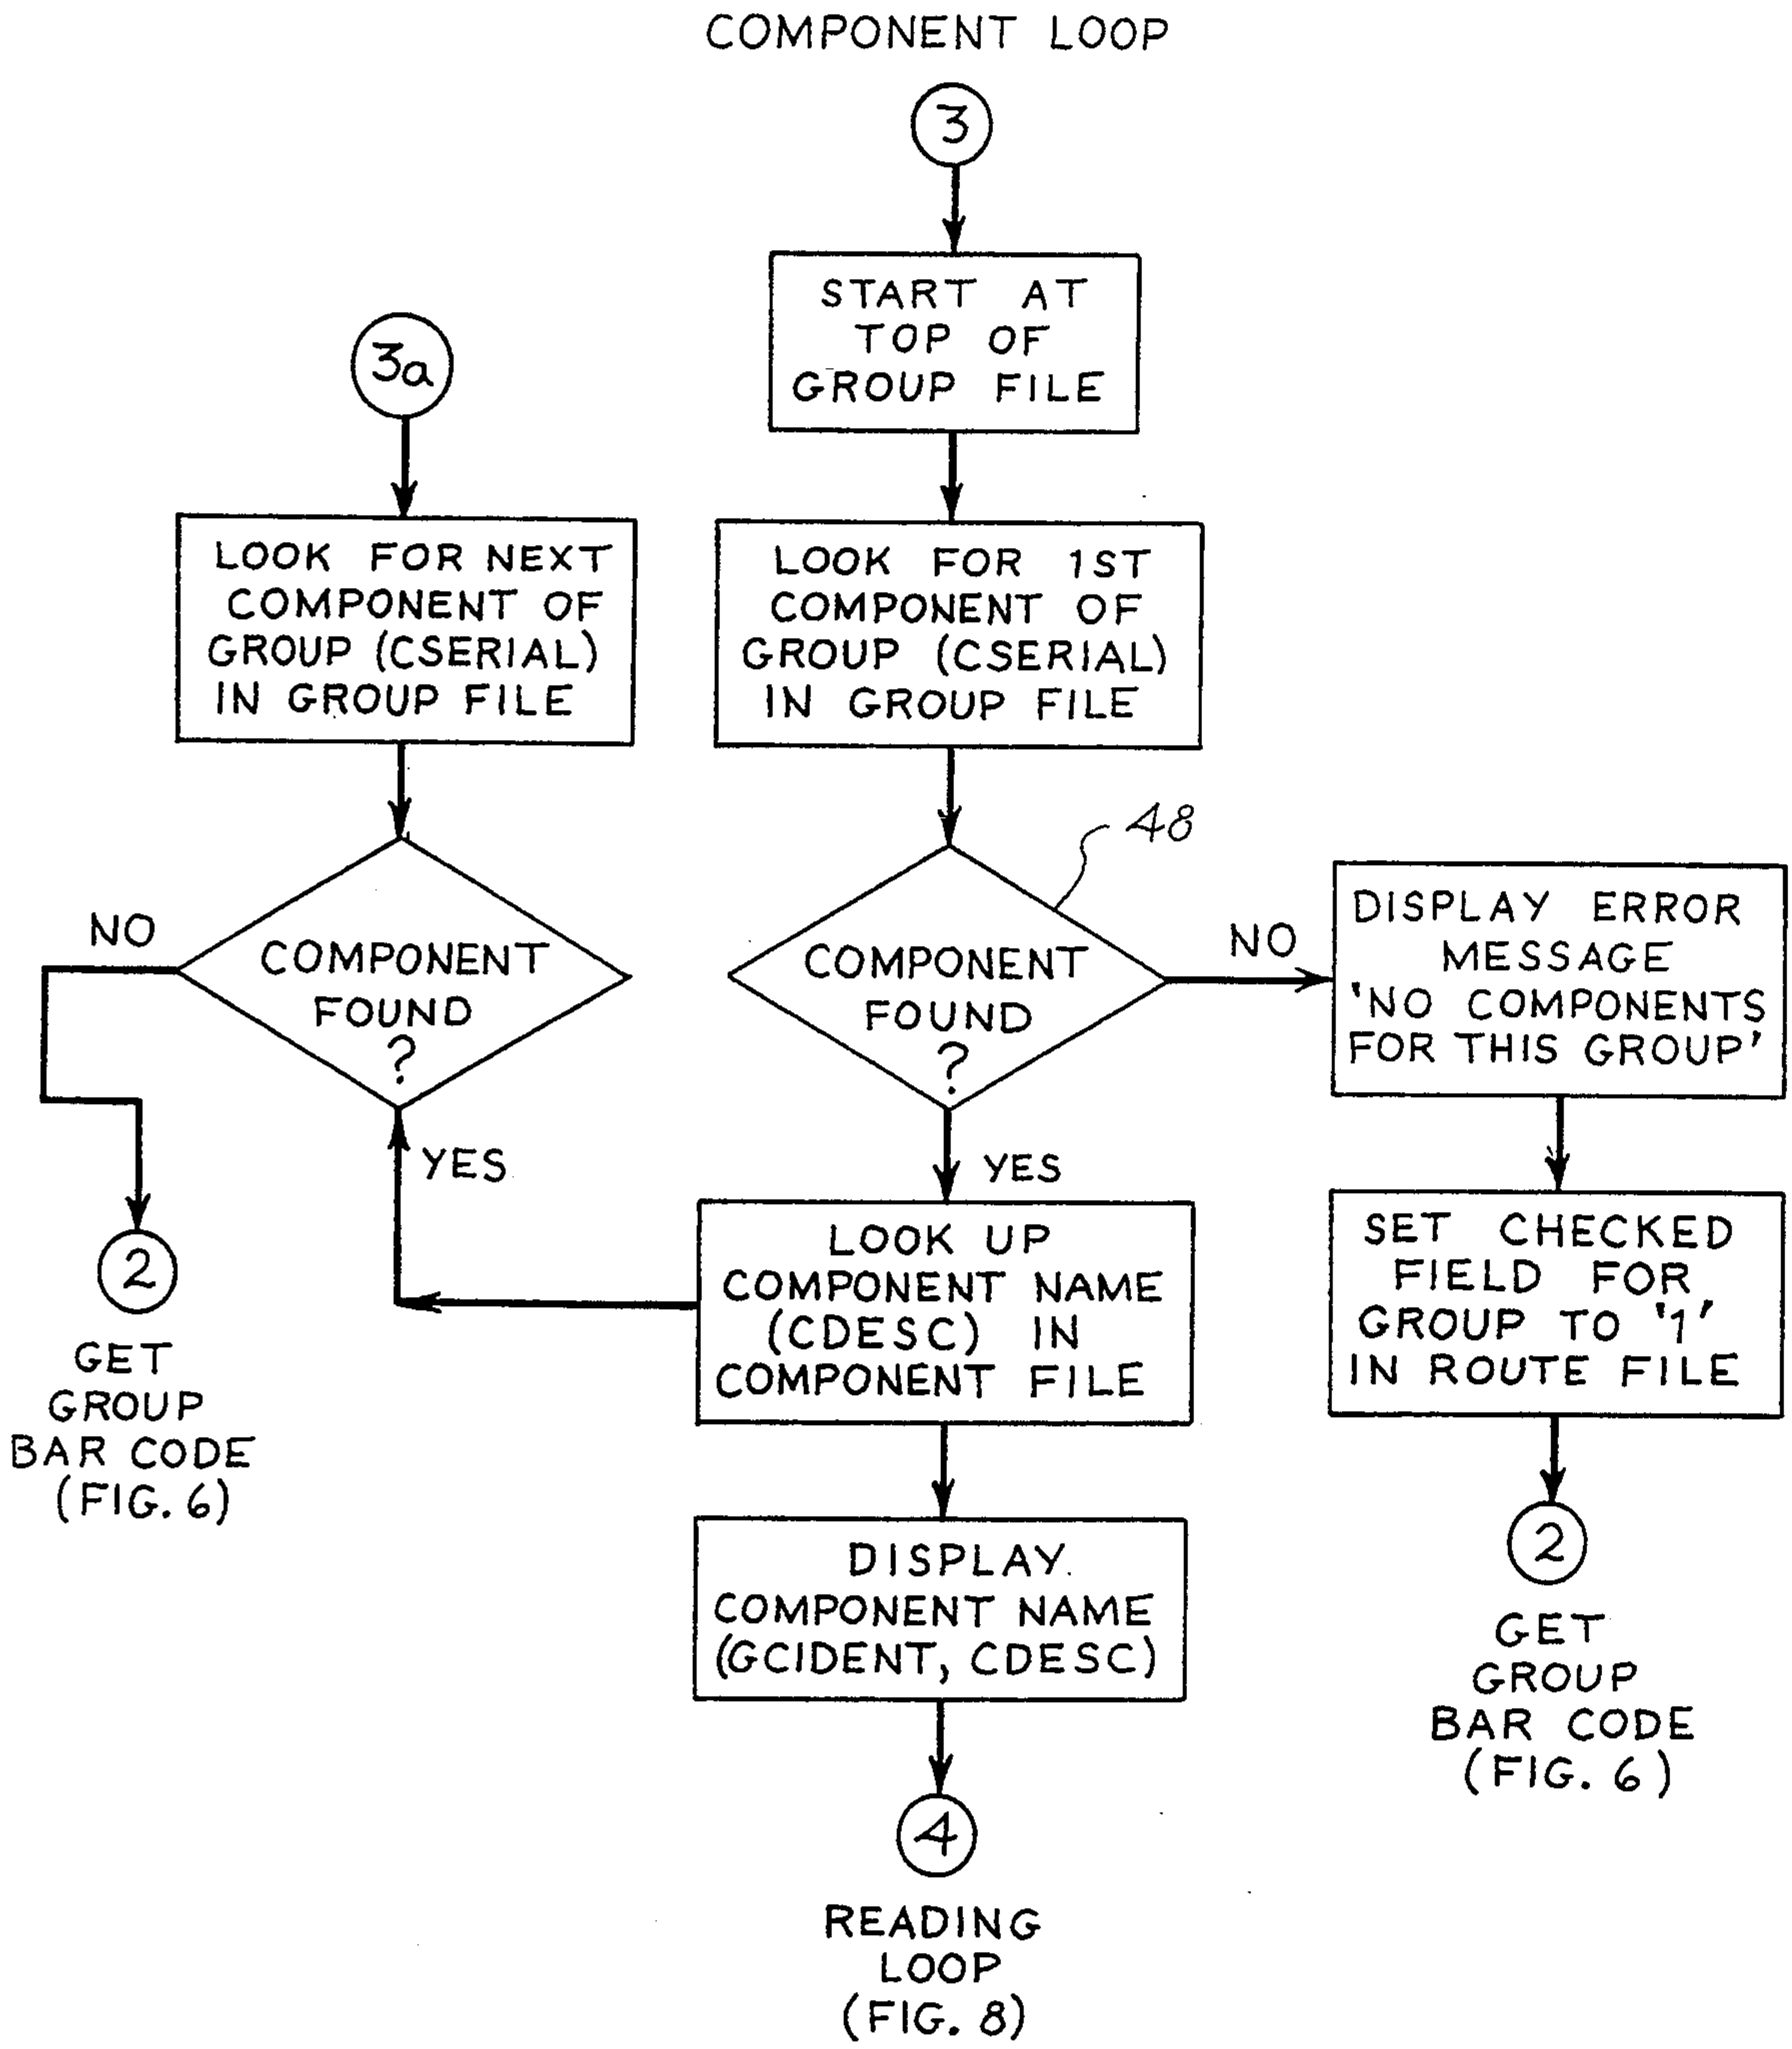 COMPONENT LOOP
3
START AT
TOP OF
GROUP FILE
3a
LOOK FOR NEXT
COMPONENT OF
GROUP (CSERIAL)
IN GROUP FILE
LOOK FOR 1ST
COMPONENT OF
GROUP (CSERIAL)
IN GROUP FILE
48
NO
COMPONENT
FOUND
?
COMPONENT
FOUND
?
NO
DISPLAY ERROR
MESSAGE
'NO COMPONENTS
FOR THIS GROUP'
YES
YES
2
GET
GROUP
BAR CODE
(FIG. 6)
LOOK UP
COMPONENT NAME
(CDESC) IN
COMPONENT FILE
SET CHECKED
FIELD FOR
GROUP TO '1'
IN ROUTE FILE
DISPLAY
COMPONENT NAME
(GCIDENT, CDESC)
2
GET
GROUP
BAR CODE
(FIG. 6)
4
READING
LOOP
(FIG. 8)